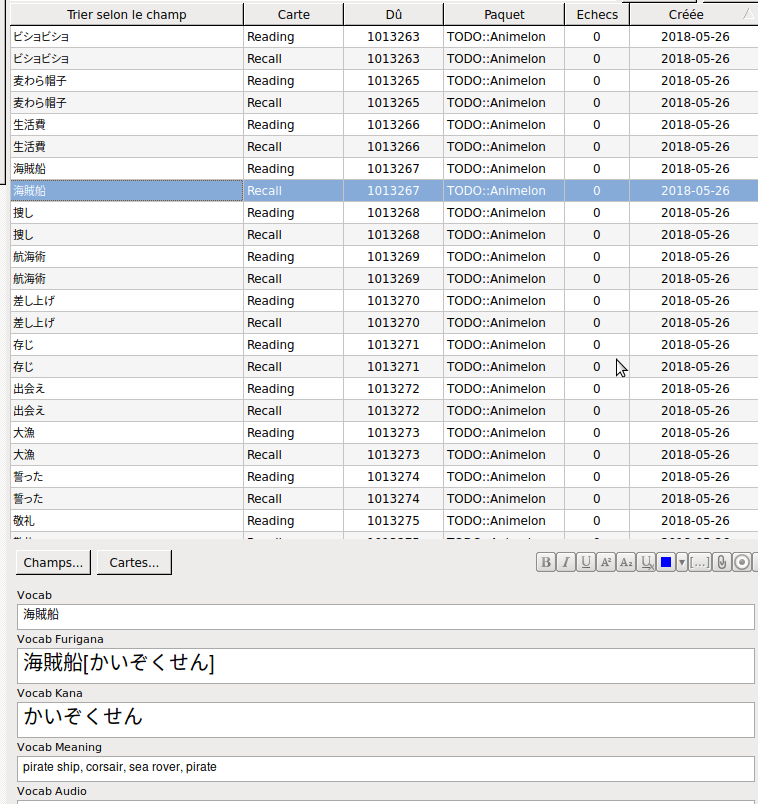 Trier selon le champ Carte Dû Paquet Echecs Créée
ビショビショ Reading 1013263 TODO::Animelon 0 2018-05-26
ビショビショ Recall 1013263 TODO::Animelon 0 2018-05-26
麦わら帽子 Reading 1013265 TODO::Animelon 0 2018-05-26
麦わら帽子 Recall 1013265 TODO::Animelon 0 2018-05-26
生活費 Reading 1013266 TODO::Animelon 0 2018-05-26
生活費 Recall 1013266 TODO::Animelon 0 2018-05-26
海賊船 Reading 1013267 TODO::Animelon 0 2018-05-26
海賊船 Recall 1013267 TODO::Animelon 0 2018-05-26
捜し Reading 1013268 TODO::Animelon 0 2018-05-26
捜し Recall 1013268 TODO::Animelon 0 2018-05-26
航海術 Reading 1013269 TODO::Animelon 0 2018-05-26
航海術 Recall 1013269 TODO::Animelon 0 2018-05-26
差し上げ Reading 1013270 TODO::Animelon 0 2018-05-26
差し上げ Recall 1013270 TODO::Animelon 0 2018-05-26
存じ Reading 1013271 TODO::Animelon 0 2018-05-26
存じ Recall 1013271 TODO::Animelon 0 2018-05-26
出会え Reading 1013272 TODO::Animelon 0 2018-05-26
出会え Recall 1013272 TODO::Animelon 0 2018-05-26
大漁 Reading 1013273 TODO::Animelon 0 2018-05-26
大漁 Recall 1013273 TODO::Animelon 0 2018-05-26
誓った Reading 1013274 TODO::Animelon 0 2018-05-26
誓った Recall 1013274 TODO::Animelon 0 2018-05-26
敬礼 Reading 1013275 TODO::Animelon 0 2018-05-26
Champs... Cartes... B I U A² A₂ U [...]
Vocab
海賊船
Vocab Furigana
海賊船[かいぞくせん]
Vocab Kana
かいぞくせん
Vocab Meaning
pirate ship, corsair, sea rover, pirate
Vocab Audio